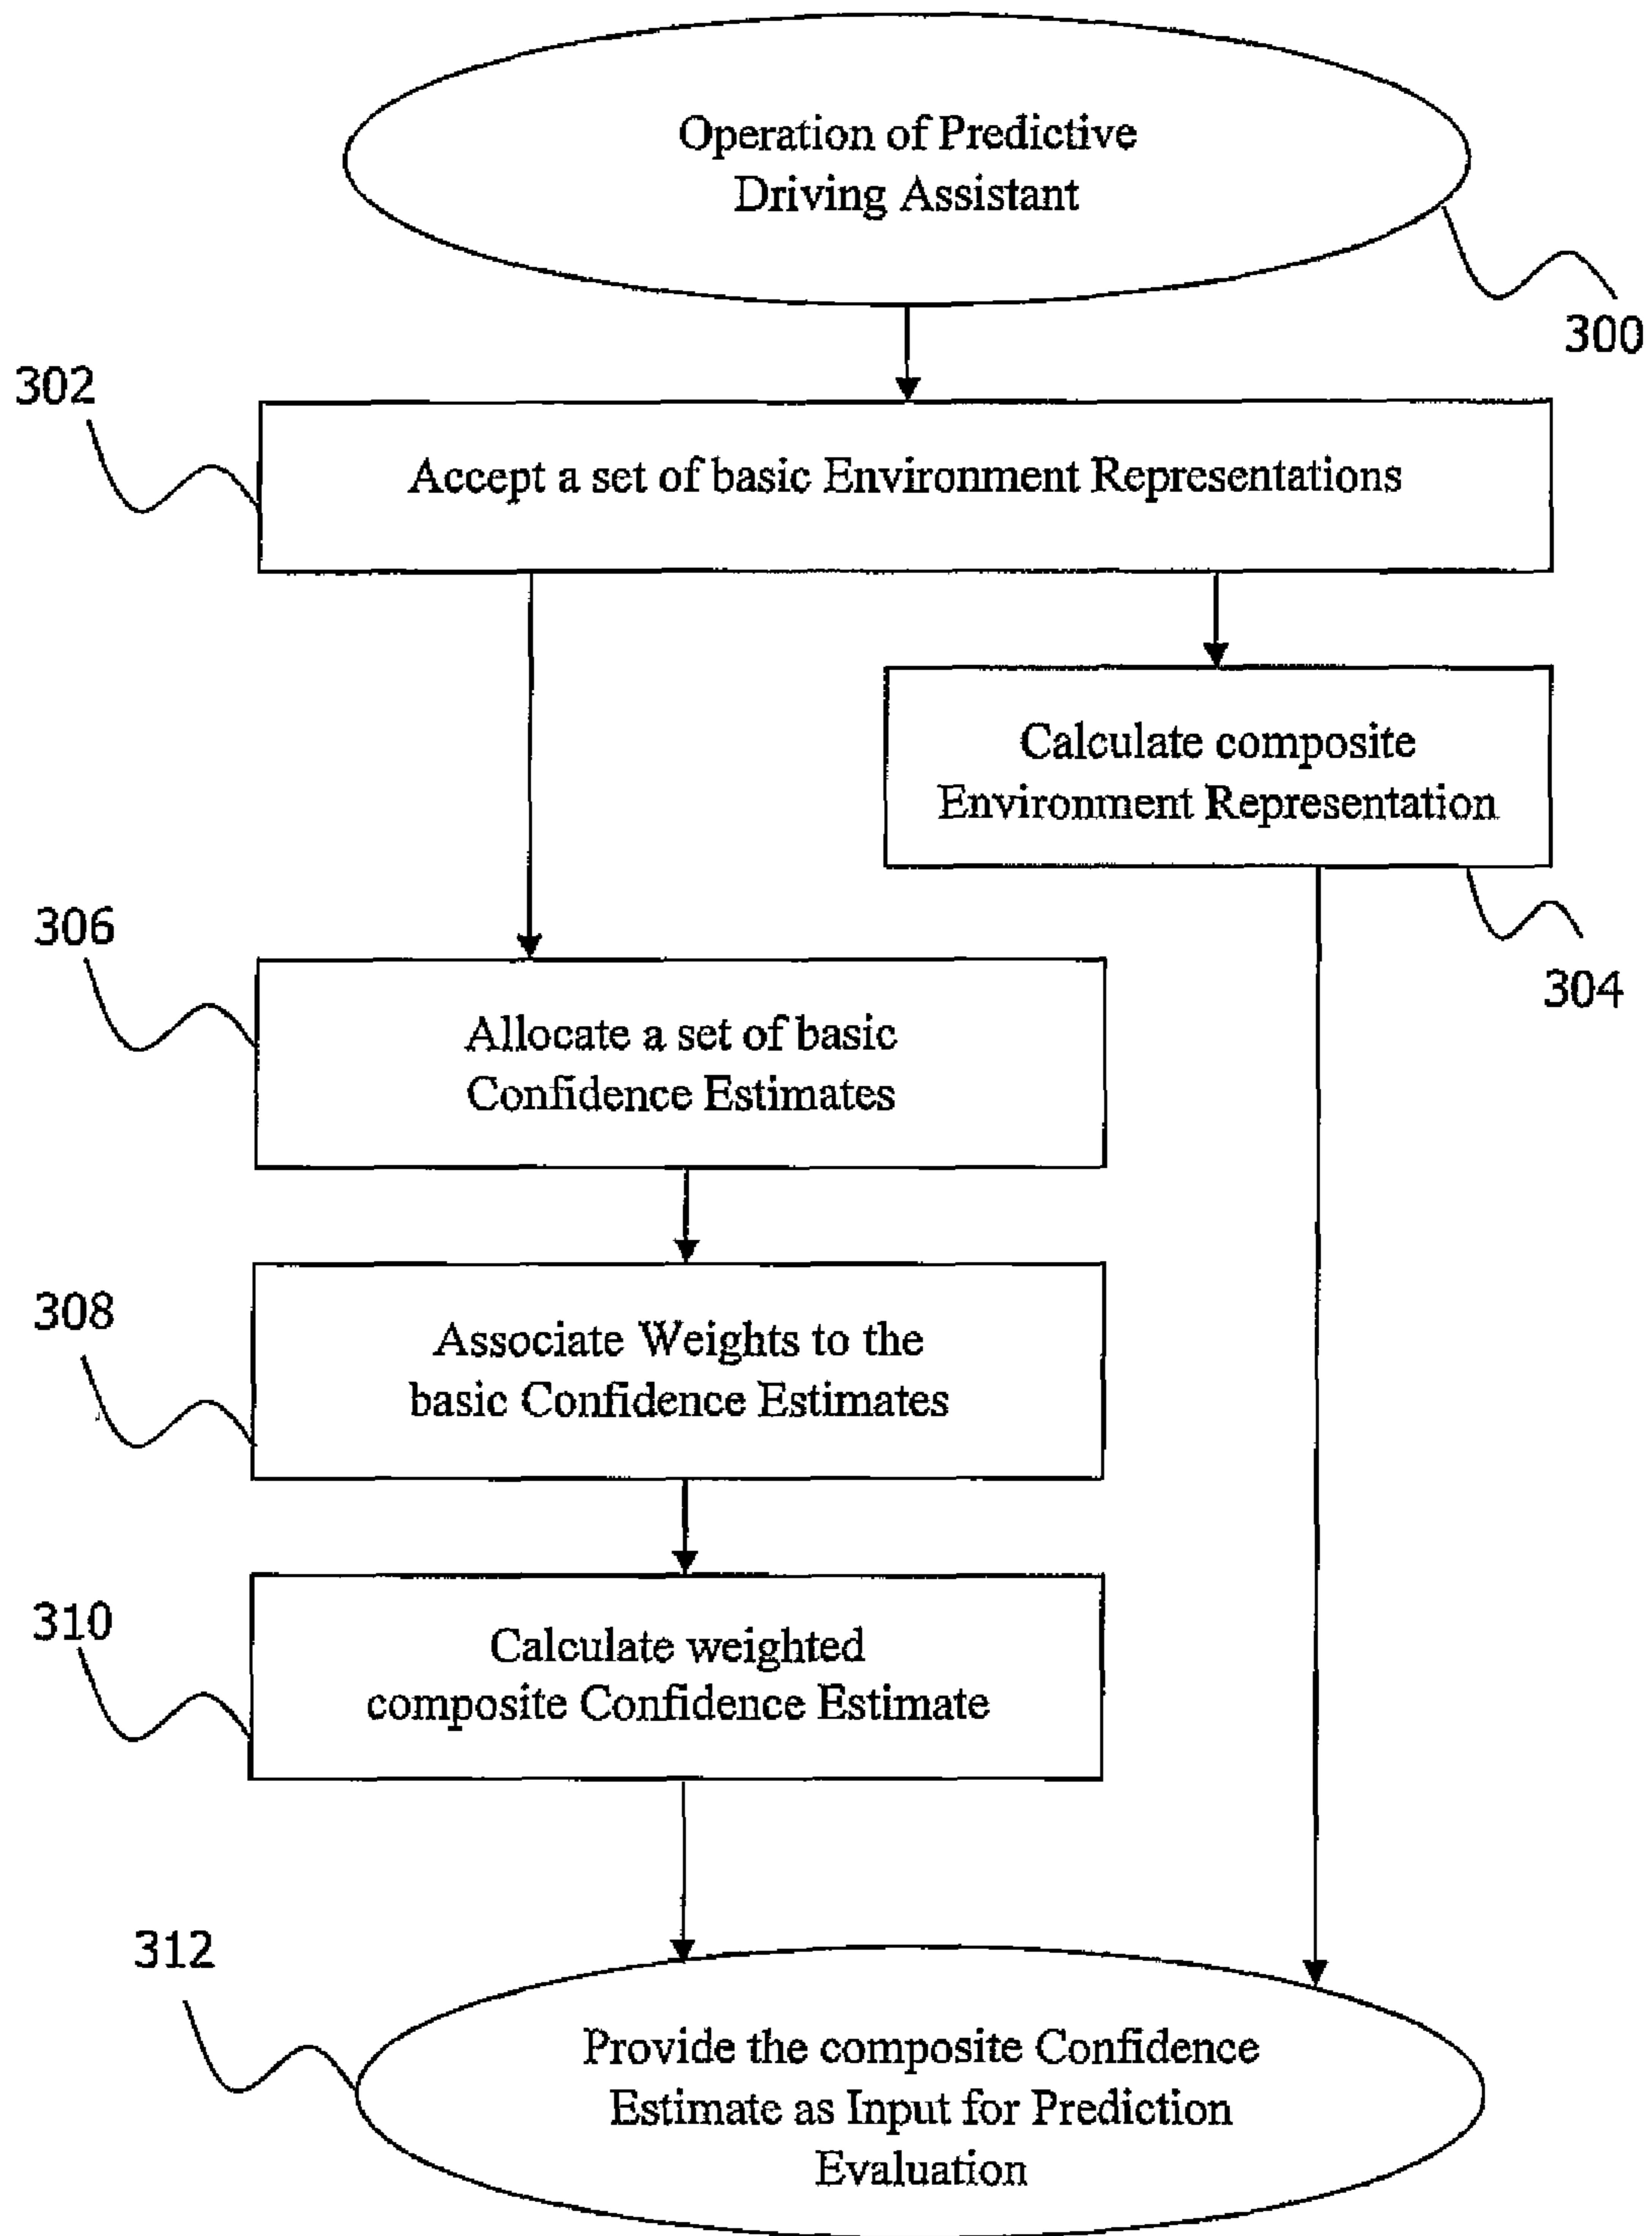 Operation of Predictive
Driving Assistant
300
302
Accept a set of basic Environment Representations
Calculate composite
Environment Representation
304
306
Allocate a set of basic
Confidence Estimates
308
Associate Weights to the
basic Confidence Estimates
310
Calculate weighted
composite Confidence Estimate
312
Provide the composite Confidence
Estimate as Input for Prediction
Evaluation